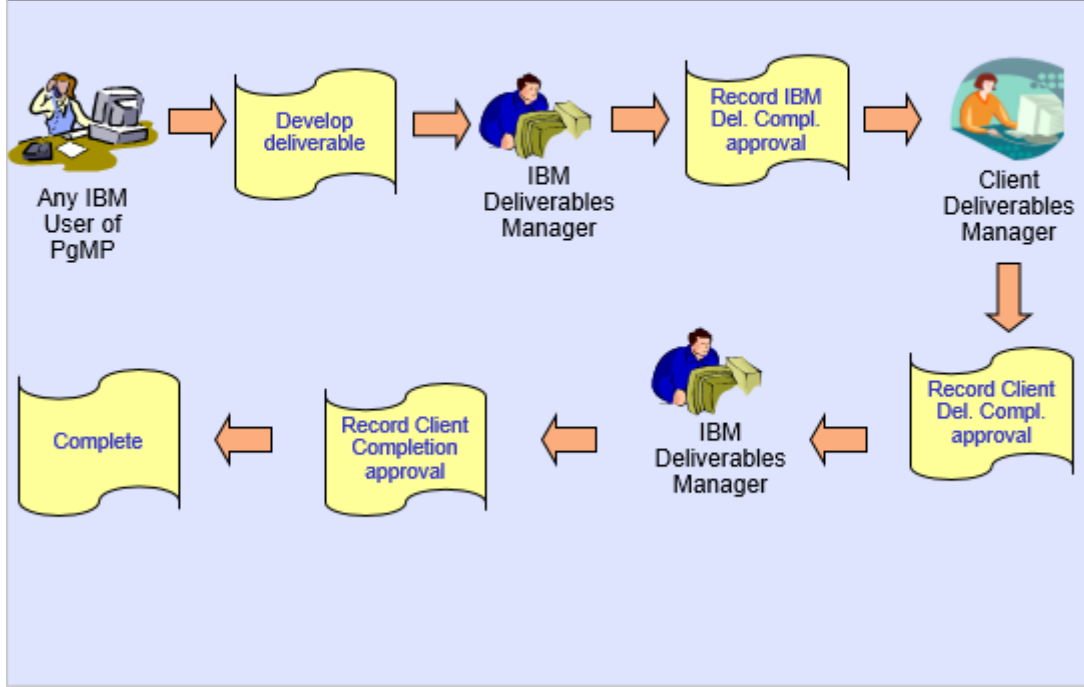 Any IBM
User of
PgMP
Develop
deliverable
IBM
Deliverables
Manager
Record IBM
Del. Compl.
approval
Client
Deliverables
Manager
Record Client
Del. Compl.
approval
IBM
Deliverables
Manager
Record Client
Completion
approval
Complete